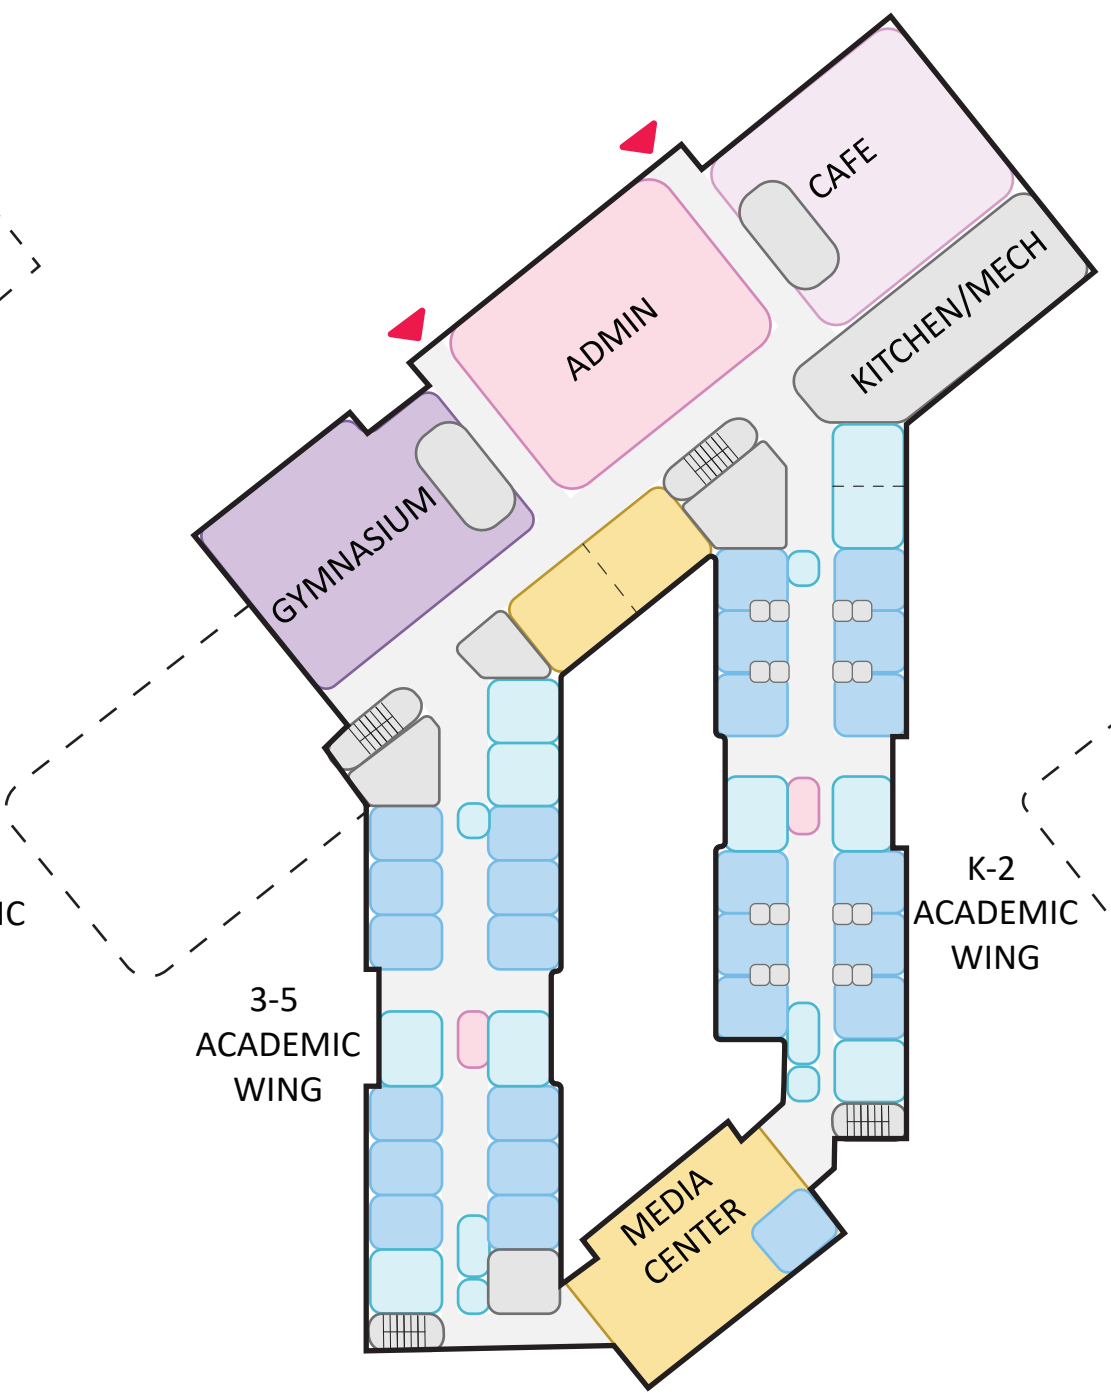 CAFE
KITCHEN/MECH
ADMIN
GYMNASIUM
K-2
ACADEMIC
WING
IC
3-5
ACADEMIC
WING
MEDIA
CENTER